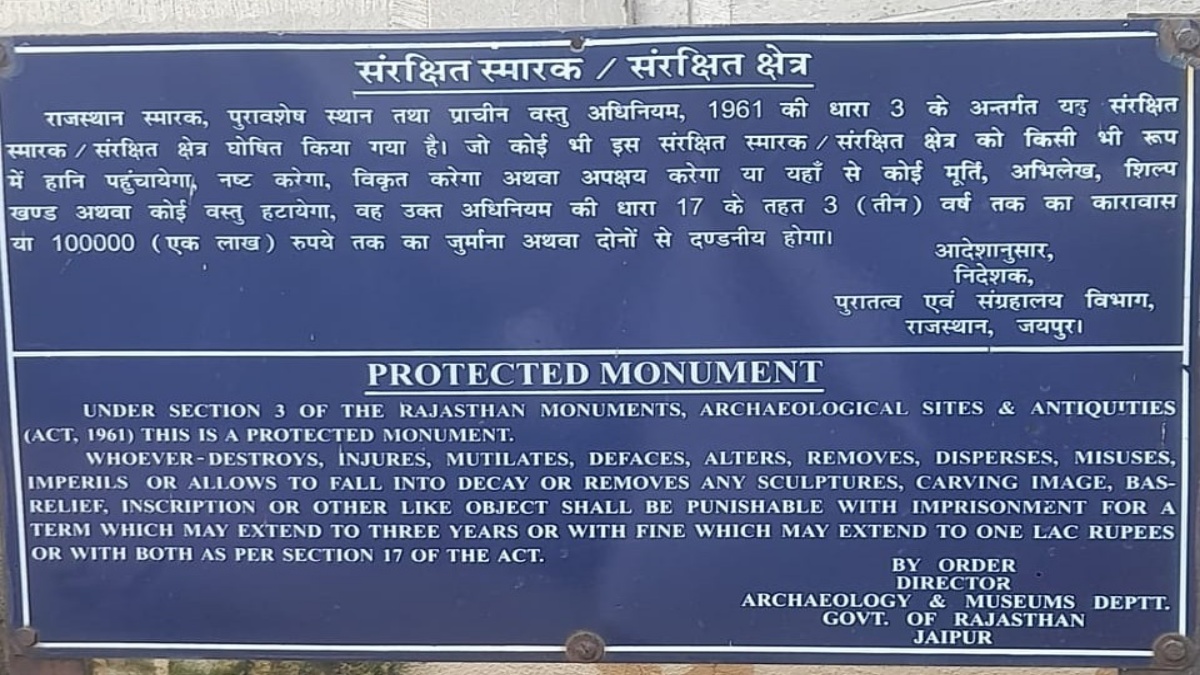 संरक्षित स्मारक / संरक्षित क्षेत्र
राजस्थान स्मारक, पुरावशेष स्थान तथा प्राचीन वस्तु अधिनियम, 1961 की धारा 3 के अन्तर्गत यह संरक्षित
स्मारक / संरक्षित क्षेत्र घोषित किया गया है। जो कोई भी इस संरक्षित स्मारक / संरक्षित क्षेत्र को किसी भी रूप
में हानि पहुंचायेगा, नष्ट करेगा, विकृत करेगा अथवा अपक्षय करेगा या यहाँ से कोई मूर्ति, अभिलेख, शिल्प
खण्ड अथवा कोई वस्तु हटायेगा, वह उक्त अधिनियम की धारा 17 के तहत 3 (तीन) वर्ष तक का कारावास
या 100000 (एक लाख) रुपये तक का जुर्माना अथवा दोनों से दण्डनीय होगा।
आदेशानुसार,
निदेशक,
पुरातत्व एवं संग्रहालय विभाग,
राजस्थान, जयपुर।
PROTECTED MONUMENT
UNDER SECTION 3 OF THE RAJASTHAN MONUMENTS, ARCHAEOLOGICAL SITES & ANTIQUITIES
(ACT, 1961) THIS IS A PROTECTED MONUMENT.
WHOEVER-DESTROYS, INJURES, MUTILATES, DEFACES, ALTERS, REMOVES, DISPERSES, MISUSES,
IMPERILS OR ALLOWS TO FALL INTO DECAY OR REMOVES ANY SCULPTURES, CARVING IMAGE, BAS-
RELIEF, INSCRIPTION OR OTHER LIKE OBJECT SHALL BE PUNISHABLE WITH IMPRISONMENT FOR A
TERM WHICH MAY EXTEND TO THREE YEARS OR WITH FINE WHICH MAY EXTEND TO ONE LAC RUPEES
OR WITH BOTH AS PER SECTION 17 OF THE ACT.
BY ORDER
DIRECTOR
ARCHAEOLOGY & MUSEUMS DEPTT.
GOVT. OF RAJASTHAN
JAIPUR